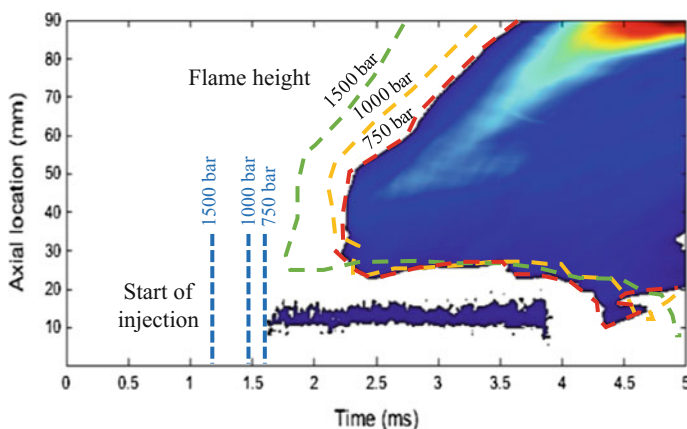 90
80
70
60
50
40
30
20
10
Axial location (mm)
Flame height
1500 bar
1000 bar
750 bar
1500 bar
1000 bar
750 bar
Start of
injection
0
0.5
1
1.5
2
2.5
3
3.5
4
4.5
5
Time (ms)